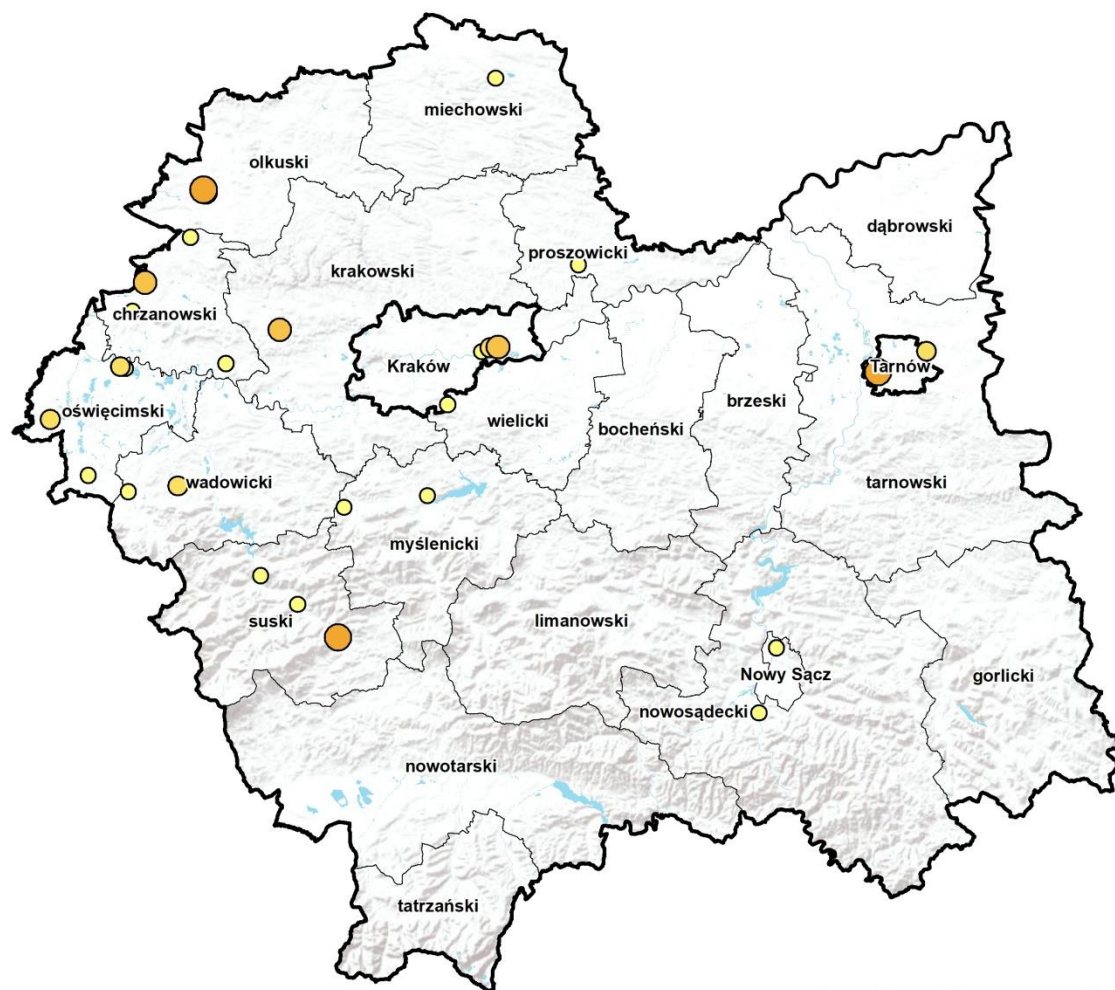 miechowski
olkuski
dąbrowski
proszowicki
krakowski
chrzanowski
Kraków
Tarnów
oświęcimski
wielicki
brzeski
bocheński
wadowicki
tarnowski
myślenicki
suski
limanowski
Nowy Sącz
gorlicki
nowosądecki
nowotarski
tatrzański